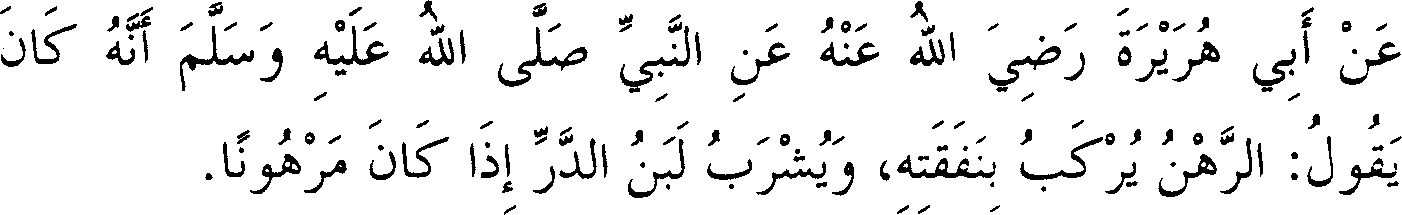 عَنْ أَبِي هُرَيْرَةَ رَضِيَ اللهُ عَنْهُ عَنِ النَّبِيِّ صَلَّى اللهُ عَلَيْهِ وَسَلَّمَ أَنَّهُ كَانَ
يَقُولُ: الرَّهْنُ يُرْكَبُ بِنَفَقَتِهِ، وَيُشْرَبُ لَبَنُ الدَّرِّ إِذَا كَانَ مَرْهُونًا.